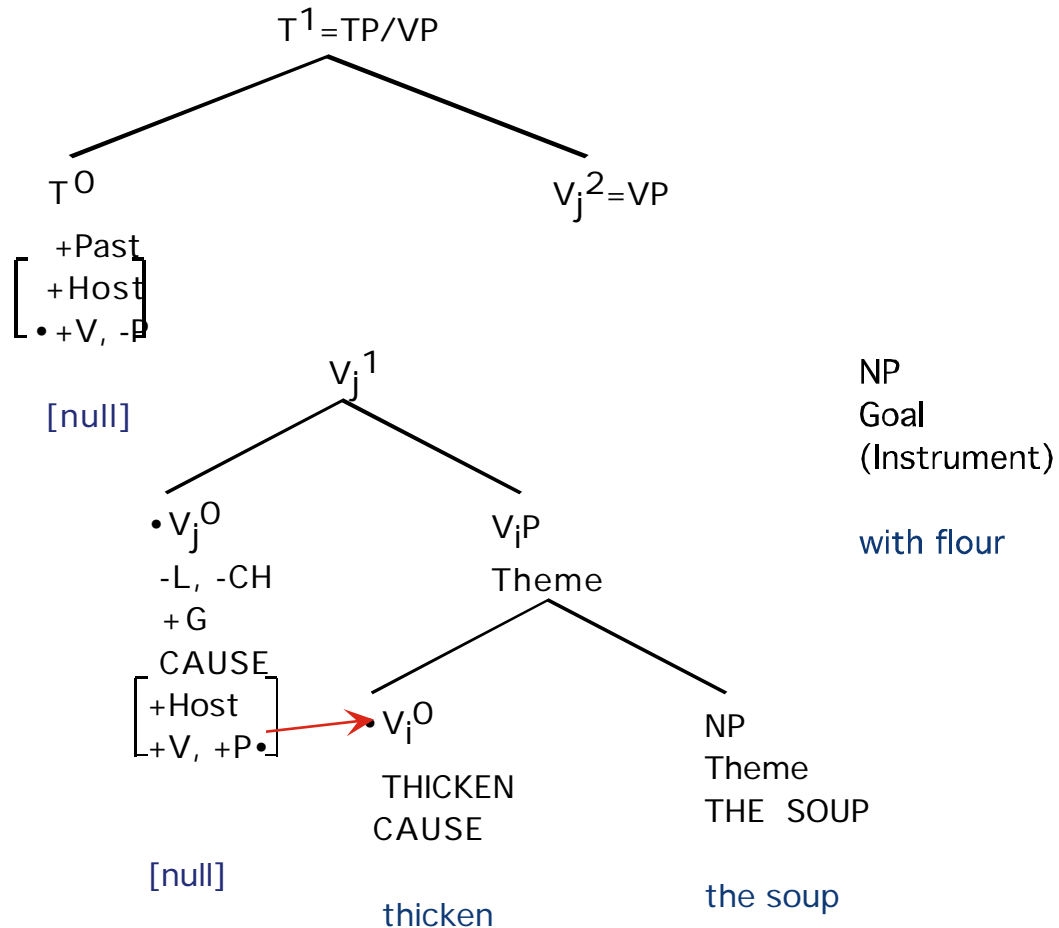 T1=TP/VP
T0
Vj2=VP
+Past
+Host
• +V, -P
[null]
Vj1
NP
Goal
(Instrument)
with flour
•Vj0
-L, -CH
+G
CAUSE
+Host
+V, +P•
[null]
ViP
Theme
•Vi0
THICKEN
CAUSE
thicken
NP
Theme
THE SOUP
the soup